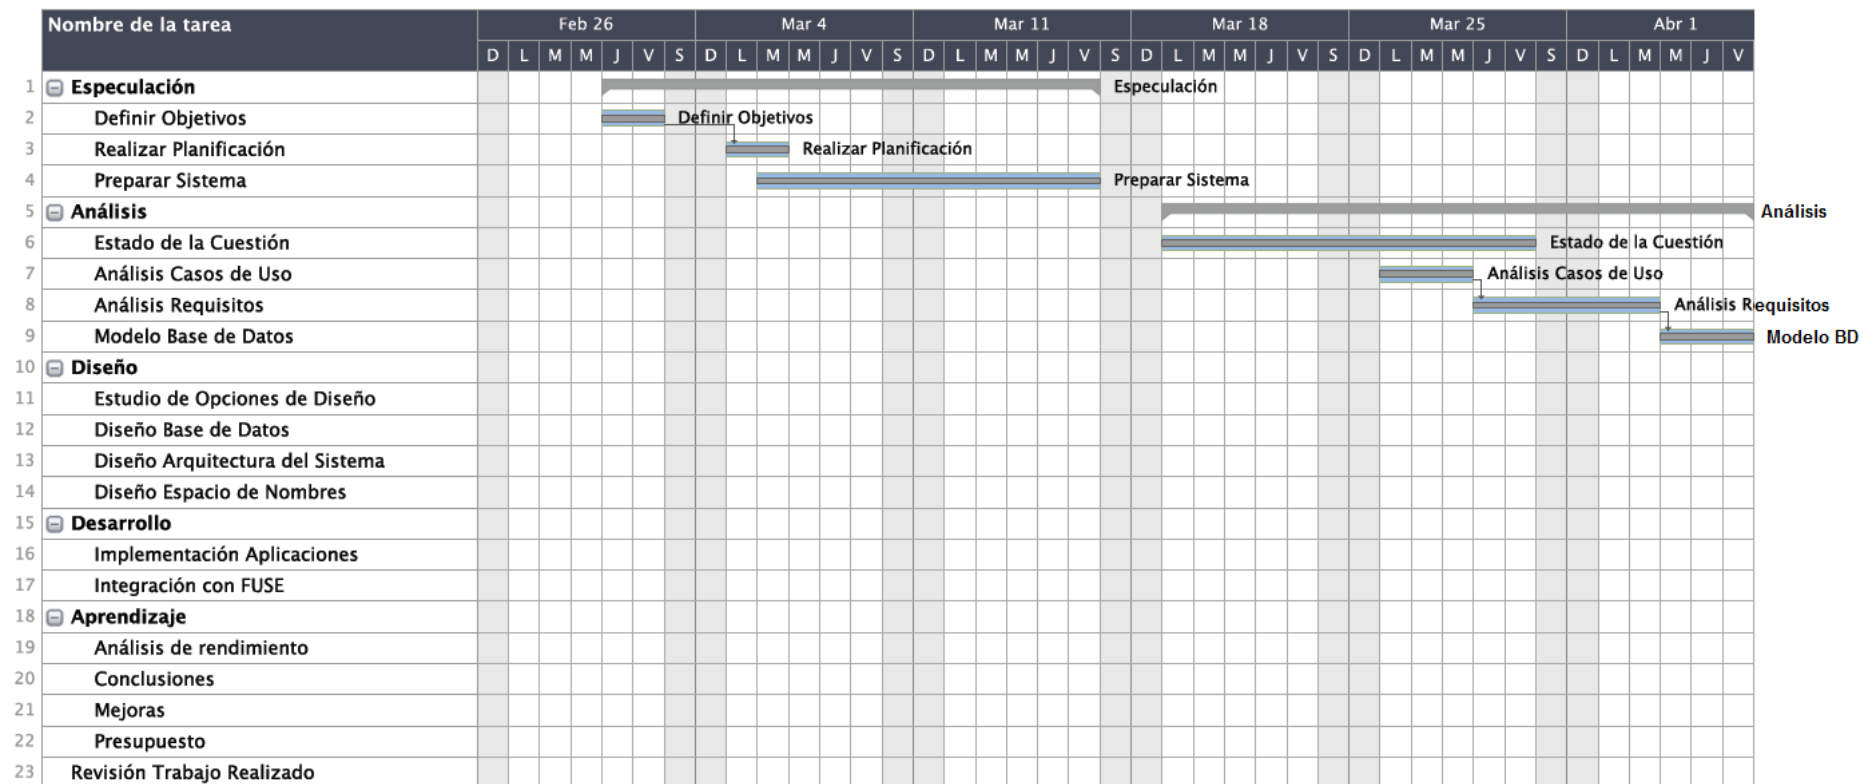 Nombre de la tarea Feb 26 Mar 4 Mar 11 Mar 18 Mar 25 Abr 1
D L M M J V S D L M M J V S D L M M J V S D L M M J V S D L M M J V S D L M M J V
1 Especulación Especulación
2 Definir Objetivos Definir Objetivos
3 Realizar Planificación Realizar Planificación
4 Preparar Sistema Preparar Sistema
5 Análisis Análisis
6 Estado de la Cuestión Estado de la Cuestión
7 Análisis Casos de Uso Análisis Casos de Uso
8 Análisis Requisitos Análisis Requisitos
9 Modelo Base de Datos Modelo BD
10 Diseño
11 Estudio de Opciones de Diseño
12 Diseño Base de Datos
13 Diseño Arquitectura del Sistema
14 Diseño Espacio de Nombres
15 Desarrollo
16 Implementación Aplicaciones
17 Integración con FUSE
18 Aprendizaje
19 Análisis de rendimiento
20 Conclusiones
21 Mejoras
22 Presupuesto
23 Revisión Trabajo Realizado